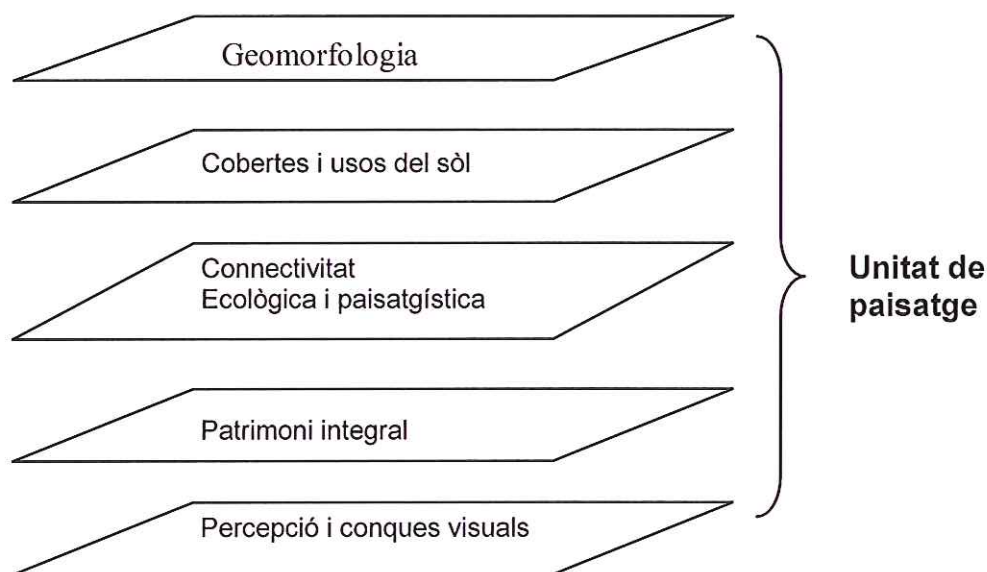 Geomorfologia
Cobertes i usos del sòl
Connectivitat
Ecològica i paisatgística
Patrimoni integral
Percepció i conques visuals
Unitat de
paisatge